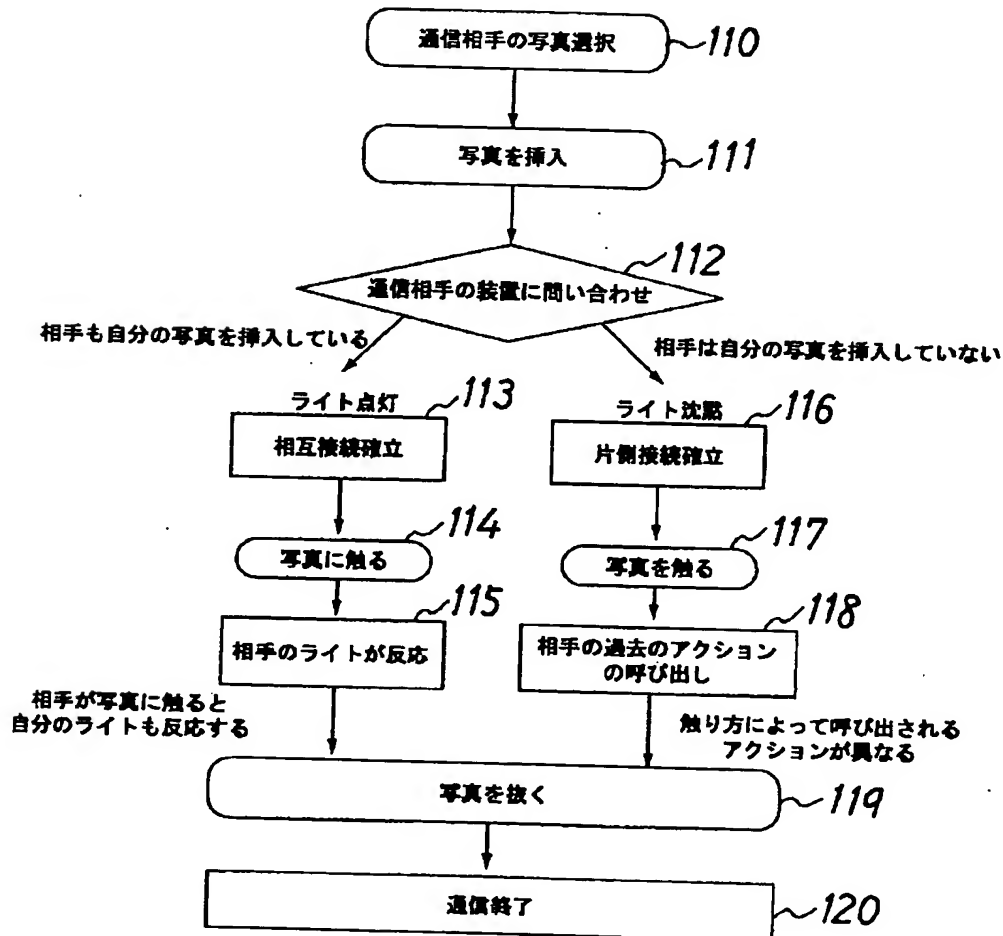 通信相手の写真選択
110
写真を挿入
111
112
通信相手の装置に問い合わせ
相手も自分の写真を挿入している
相手は自分の写真を挿入していない
ライト点灯
113
相互接続確立
ライト沈黙
116
片側接続確立
114
写真に触る
117
写真を触る
115
相手のライトが反応
118
相手の過去のアクション
の呼び出し
相手が写真に触ると
自分のライトも反応する
触り方によって呼び出される
アクションが異なる
写真を抜く
119
通信終了
120